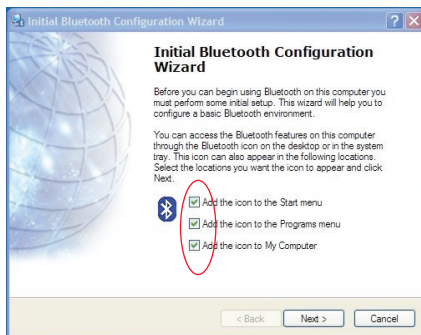 Initial Bluetooth Configuration Wizard
Initial Bluetooth Configuration
Wizard
Before you can begin using Bluetooth on this computer you
must perform some initial setup. This wizard will help you to
configure a basic Bluetooth environment.
You can access the Bluetooth features on this computer
through the Bluetooth icon on the desktop or in the system
tray. This icon can also appear in the following locations.
Select the locations you want the icon to appear and click
Next.
Add the icon to the Start menu
Add the icon to the Programs menu
Add the icon to My Computer
< Back
Next >
Cancel